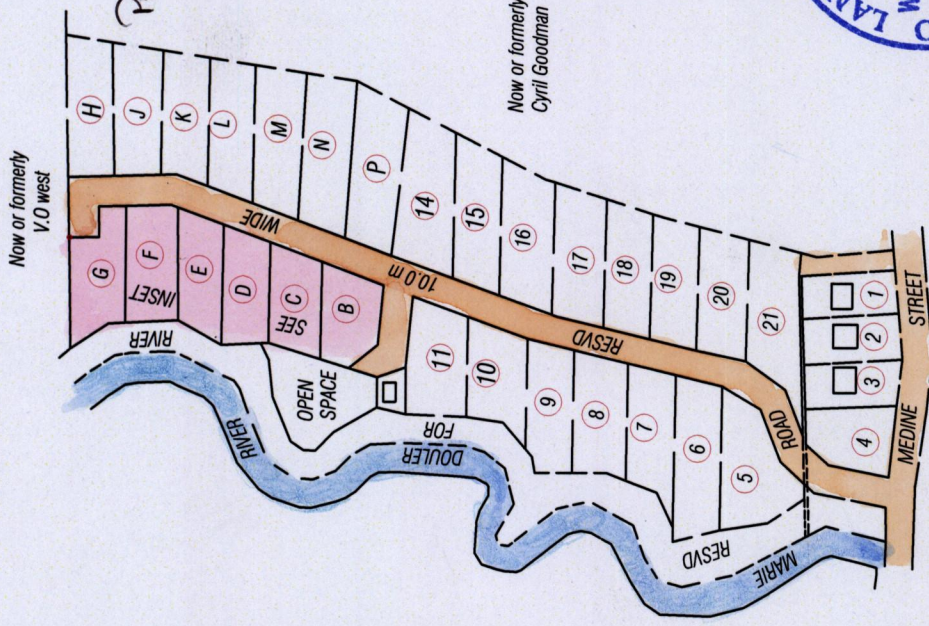 Now or formerly
V.O west
Now or formerly
Cyril Goodman
H
J
K
L
M
N
P
14
15
16
17
18
19
20
21
G
F
E
D
C
B
SEE INSET
11
10
9
8
7
6
5
4
3
2
1
OPEN
SPACE
ROAD RESVD 10.0 m WIDE
RESVD FOR RIVER
MARIE DOULER RIVER
MEDINE STREET
LAN